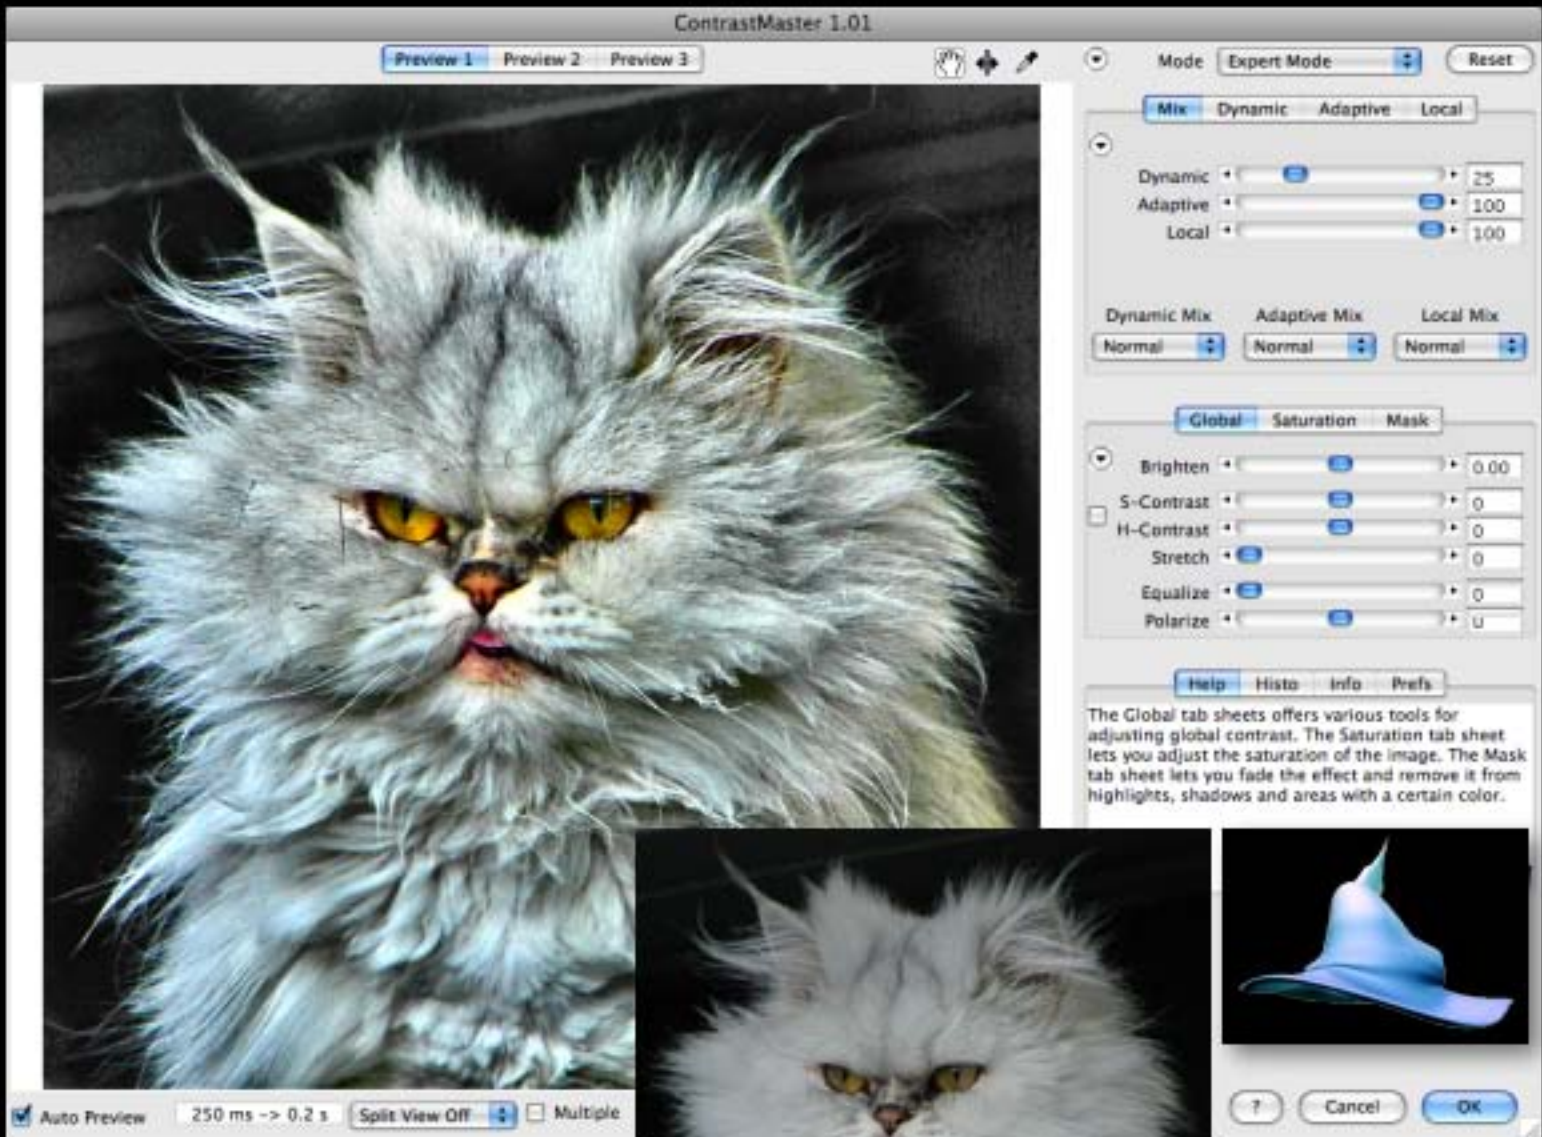 ContrastMaster 1.01
Preview 1 Preview 2 Preview 3
Mode Expert Mode Reset
Mix Dynamic Adaptive Local
Dynamic 25
Adaptive 100
Local 100
Dynamic Mix Adaptive Mix Local Mix
Normal Normal Normal
Global Saturation Mask
Brighten 0.00
S-Contrast 0
H-Contrast 0
Stretch 0
Equalize 0
Polarize 0
Help Histo Info Prefs
The Global tab sheets offers various tools for
adjusting global contrast. The Saturation tab sheet
lets you adjust the saturation of the image. The Mask
tab sheet lets you fade the effect and remove it from
highlights, shadows and areas with a certain color.
Auto Preview 250 ms -> 0.2 s Split View Off Multiple
? Cancel OK